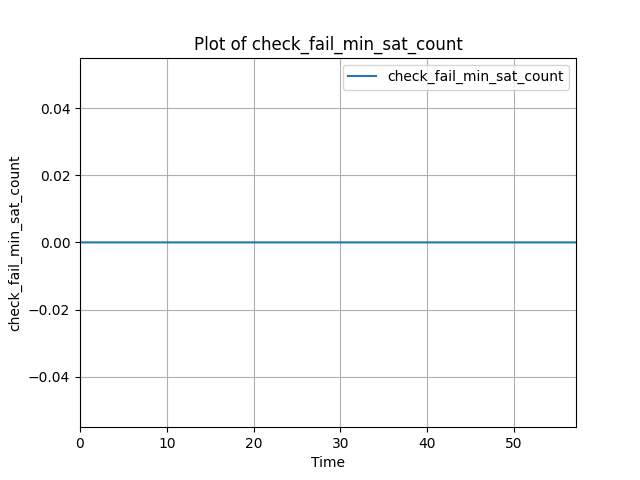 Plot of check_fail_min_sat_count
check_fail_min_sat_count
check_fail_min_sat_count
0.04
0.02
0.00
−0.02
−0.04
0 10 20 30 40 50
Time